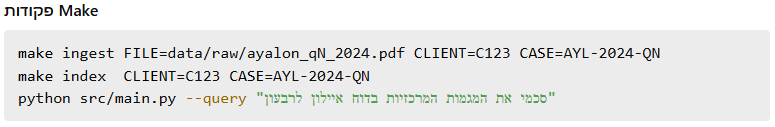 פקודות Make
make ingest FILE=data/raw/ayalon_qN_2024.pdf CLIENT=C123 CASE=AYL-2024-QN
make index  CLIENT=C123 CASE=AYL-2024-QN
python src/main.py --query "סכמי את המגמות המרכזיות בדוח איילון לרבעון"